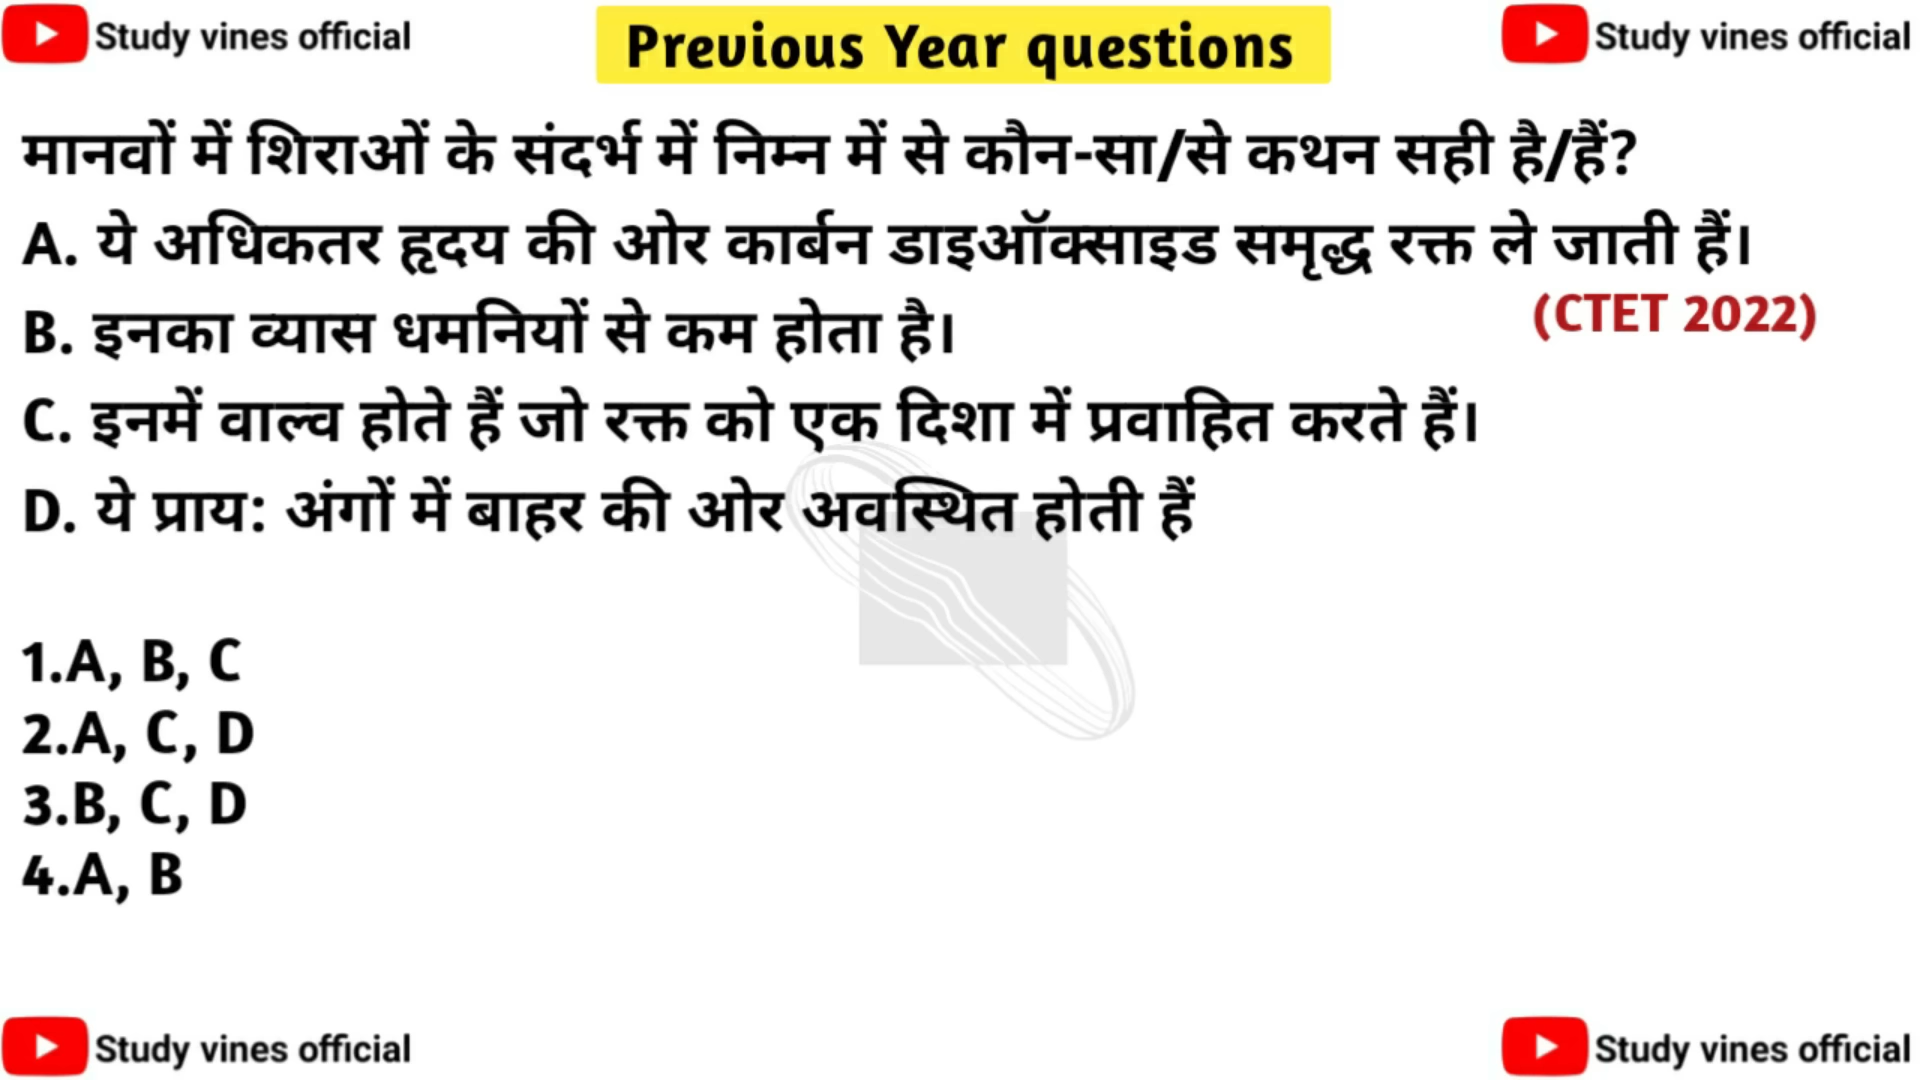 Study vines official
Previous Year questions
Study vines official
मानवों में शिराओं के संदर्भ में निम्न में से कौन-सा/से कथन सही है/हैं?
A. ये अधिकतर हृदय की ओर कार्बन डाइऑक्साइड समृद्ध रक्त ले जाती हैं।
(CTET 2022)
B. इनका व्यास धमनियों से कम होता है।
C. इनमें वाल्व होते हैं जो रक्त को एक दिशा में प्रवाहित करते हैं।
D. ये प्राय: अंगों में बाहर की ओर अवस्थित होती हैं
1.A, B, C
2.A, C, D
3.B, C, D
4.A, B
Study vines official
Study vines official